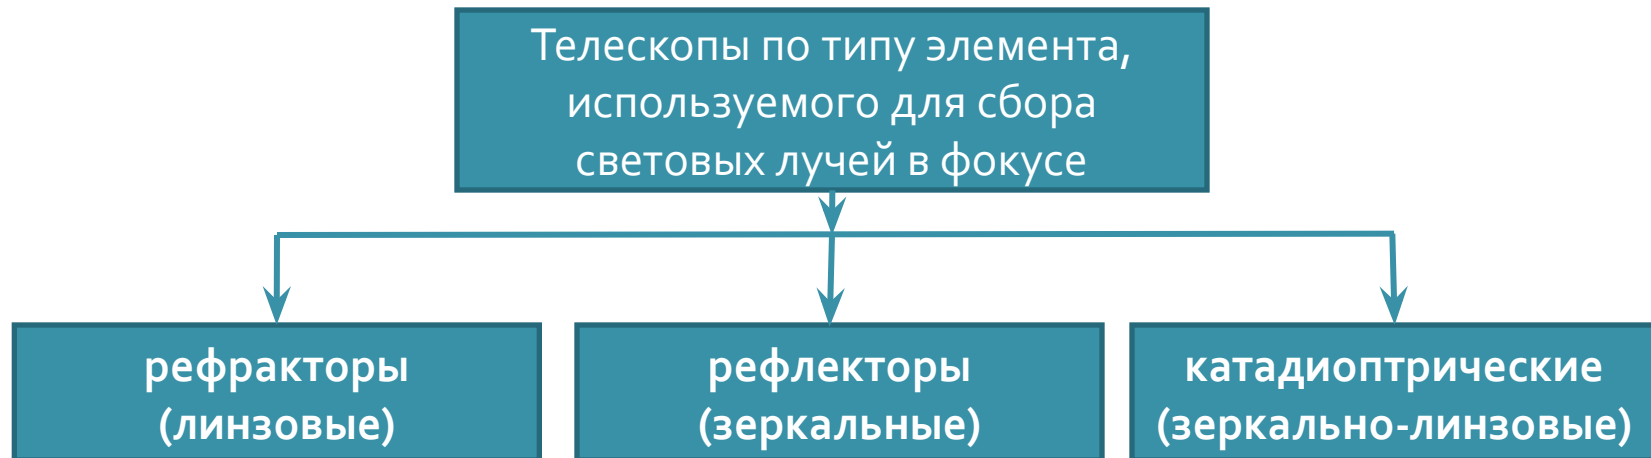 Телескопы по типу элемента,
используемого для сбора
световых лучей в фокусе
рефракторы
(линзовые)
рефлекторы
(зеркальные)
катадиоптрические
(зеркально-линзовые)